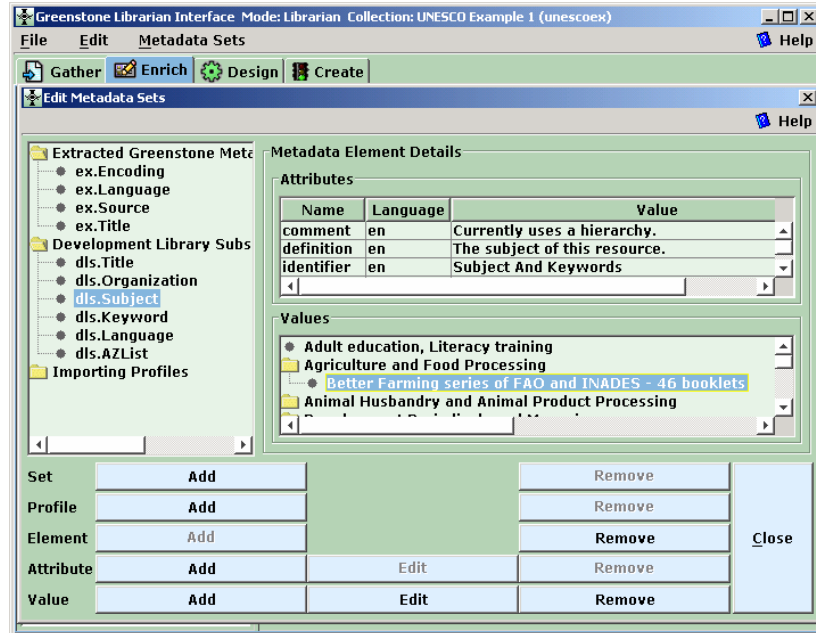 Greenstone Librarian Interface Mode: Librarian Collection: UNESCO Example 1 (unescoex)
File Edit Metadata Sets Help
Gather Enrich Design Create
Edit Metadata Sets
Help
Extracted Greenstone Meta
ex.Encoding
ex.Language
ex.Source
ex.Title
Development Library Subs
dls.Title
dls.Organization
dls.Subject
dls.Keyword
dls.Language
dls.AZList
Importing Profiles
Metadata Element Details
Attributes
Name Language Value
comment en Currently uses a hierarchy.
definition en The subject of this resource.
identifier en Subject And Keywords
Values
Adult education, Literacy training
Agriculture and Food Processing
Better Farming series of FAO and INADES - 46 booklets
Animal Husbandry and Animal Product Processing
Set Add Remove
Profile Add Remove
Element Add Remove
Attribute Add Edit Remove
Value Add Edit Remove
Close